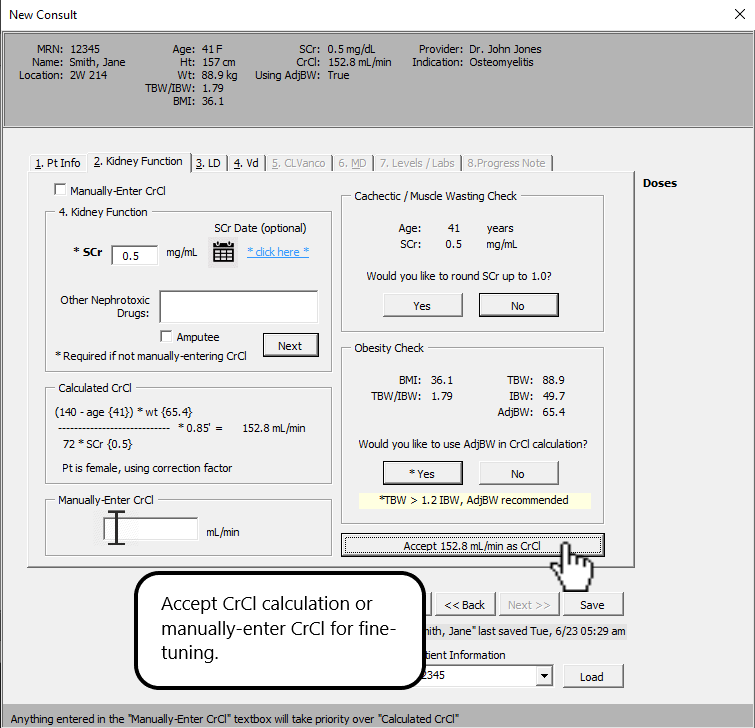 New Consult
MRN: 12345 Age: 41 F SCr: 0.5 mg/dL Provider: Dr. John Jones
Name: Smith, Jane Ht: 157 cm CrCl: 152.8 mL/min Indication: Osteomyelitis
Location: 2W 214 Wt: 88.9 kg Using AdjBW: True
TBW/IBW: 1.79
BMI: 36.1
1. Pt Info 2. Kidney Function 3. LD 4. Vd 5. CLVanco 6. MD 7. Levels / Labs 8.Progress Note
Doses
Manually-Enter CrCl
4. Kidney Function
SCr Date (optional)
* SCr 0.5 mg/mL * click here *
Other Nephrotoxic
Drugs:
Amputee
* Required if not manually-entering CrCl
Next
Calculated CrCl
(140 - age {41}) * wt {65.4}
---------------------------- * 0.85' = 152.8 mL/min
72 * SCr {0.5}
Pt is female, using correction factor
Manually-Enter CrCl
mL/min
Cachectic / Muscle Wasting Check
Age: 41 years
SCr: 0.5 mg/mL
Would you like to round SCr up to 1.0?
Yes No
Obesity Check
BMI: 36.1 TBW: 88.9
TBW/IBW: 1.79 IBW: 49.7
AdjBW: 65.4
Would you like to use AdjBW in CrCl calculation?
* Yes No
*TBW > 1.2 IBW, AdjBW recommended
Accept 152.8 mL/min as CrCl
Accept CrCl calculation or
manually-enter CrCl for fine-
tuning.
<< Back Next >> Save
Jane" last saved Tue, 6/23 05:29 am
Information
2345 Load
Anything entered in the "Manually-Enter CrCl" textbox will take priority over "Calculated CrCl"